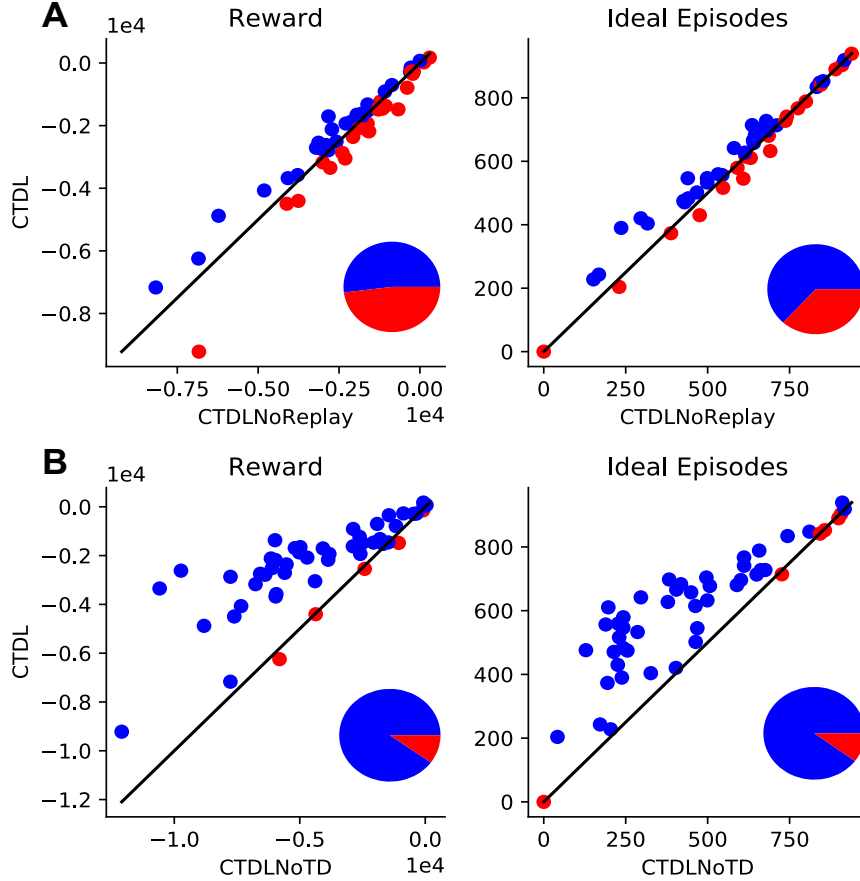 A
1e4
Reward
Ideal Episodes
CTDL
0.0
−0.2
−0.4
−0.6
−0.8
800
600
400
200
0
−0.75 −0.50 −0.25 0.00
0 250 500 750
CTDLNoReplay
1e4
CTDLNoReplay
B
1e4
Reward
Ideal Episodes
CTDL
0.0
−0.2
−0.4
−0.6
−0.8
−1.0
−1.2
800
600
400
200
0
−1.0 −0.5 0.0
0 250 500 750
CTDLNoTD
1e4
CTDLNoTD